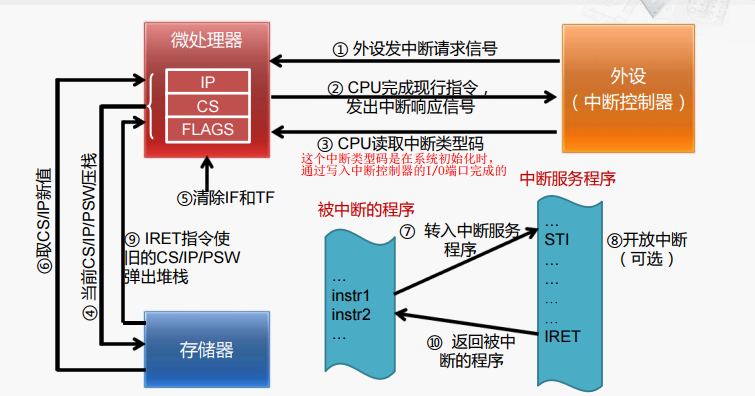 微处理器
IP
CS
FLAGS
① 外设发中断请求信号
② CPU完成现行指令，
发出中断响应信号
③ CPU读取中断类型码
这个中断类型码是在系统初始化时，
通过写入中断控制器的I/O端口完成的
外设
（中断控制器）
⑤清除IF和TF
⑥取CS/IP新值
④ 当前CS/IP/PSW压栈
⑨ IRET指令使
旧的CS/IP/PSW
弹出堆栈
存储器
被中断的程序
…
instr1
instr2
…
⑦ 转入中断服务
程序
中断服务程序
…
STI
…
…
…
…
IRET
⑧开放中断
（可选）
⑩ 返回被中
断的程序